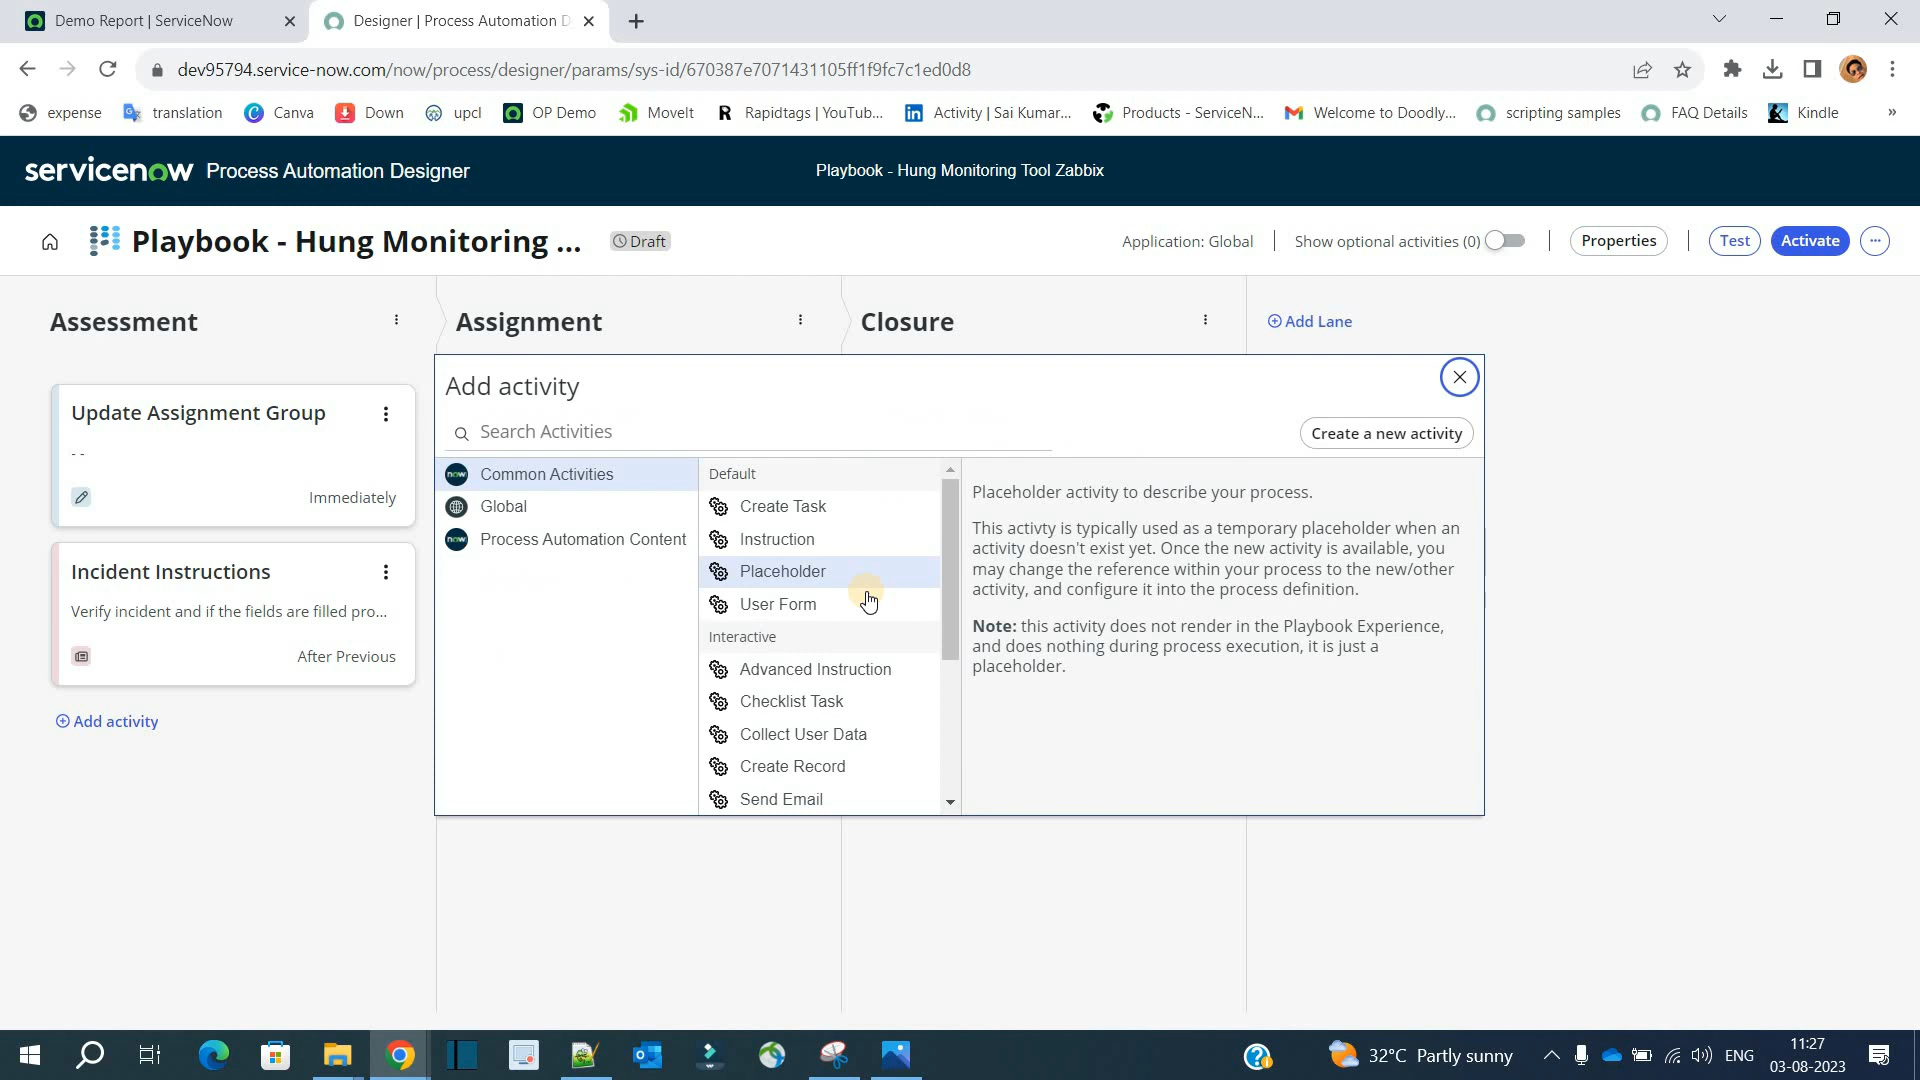 Demo Report | ServiceNow
Designer | Process Automation D
dev95794.service-now.com/now/process/designer/params/sys-id/670387e7071431105ff1f9fc7c1ed0d8
expense
translation
Canva
Down
upcl
OP Demo
MoveIt
Rapidtags | YouTub...
Activity | Sai Kumar...
Products - ServiceN...
Welcome to Doodly...
scripting samples
FAQ Details
Kindle
»
servicenow Process Automation Designer
Playbook - Hung Monitoring Tool Zabbix
Playbook - Hung Monitoring ...
Draft
Application: Global
Show optional activities (0)
Properties
Test
Activate
Assessment
Assignment
Closure
Add Lane
Update Assignment Group
- -
Immediately
Incident Instructions
Verify incident and if the fields are filled pro...
After Previous
Add activity
Add activity
Search Activities
Create a new activity
now Common Activities
Global
now Process Automation Content
Default
Create Task
Instruction
Placeholder
User Form
Interactive
Advanced Instruction
Checklist Task
Collect User Data
Create Record
Send Email
Placeholder activity to describe your process.
This activty is typically used as a temporary placeholder when an
activity doesn't exist yet. Once the new activity is available, you
may change the reference within your process to the new/other
activity, and configure it into the process definition.
Note: this activity does not render in the Playbook Experience,
and does nothing during process execution, it is just a
placeholder.
32°C Partly sunny
ENG
11:27
03-08-2023